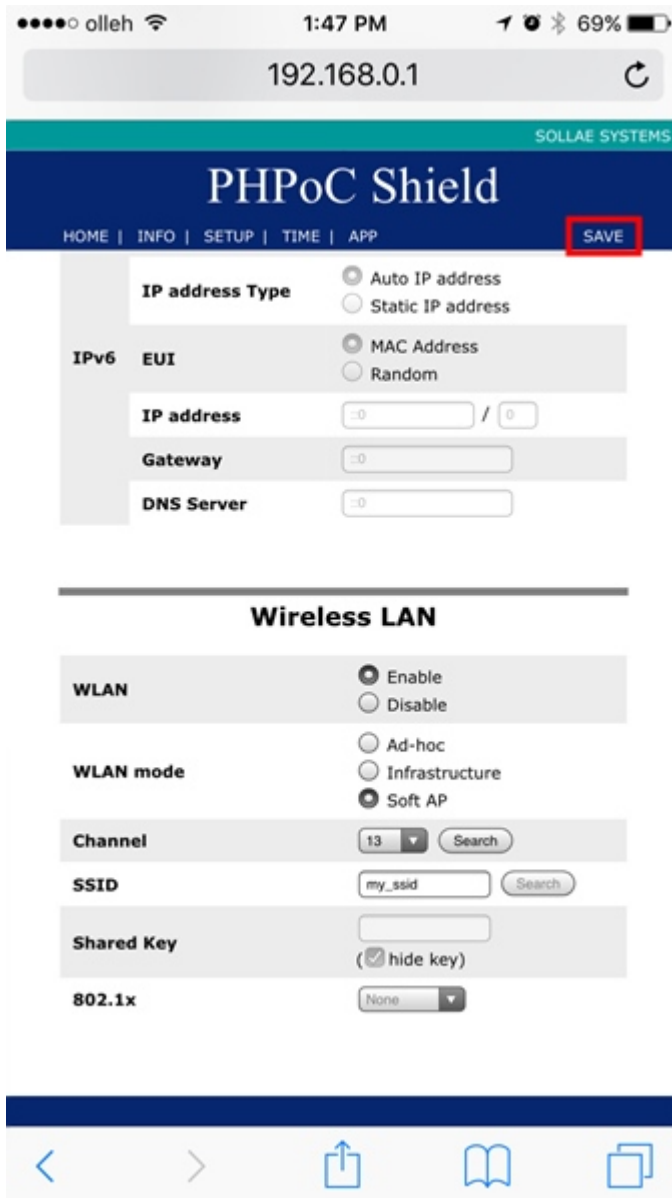 olleh 1:47 PM 69%
192.168.0.1
SOLLAE SYSTEMS
PHPoC Shield
HOME | INFO | SETUP | TIME | APP SAVE
IPv6
IP address Type
Auto IP address
Static IP address
EUI
MAC Address
Random
IP address ::0 / 0
Gateway ::0
DNS Server ::0
Wireless LAN
WLAN
Enable
Disable
WLAN mode
Ad-hoc
Infrastructure
Soft AP
Channel 13 Search
SSID my_ssid Search
Shared Key
( hide key)
802.1x None